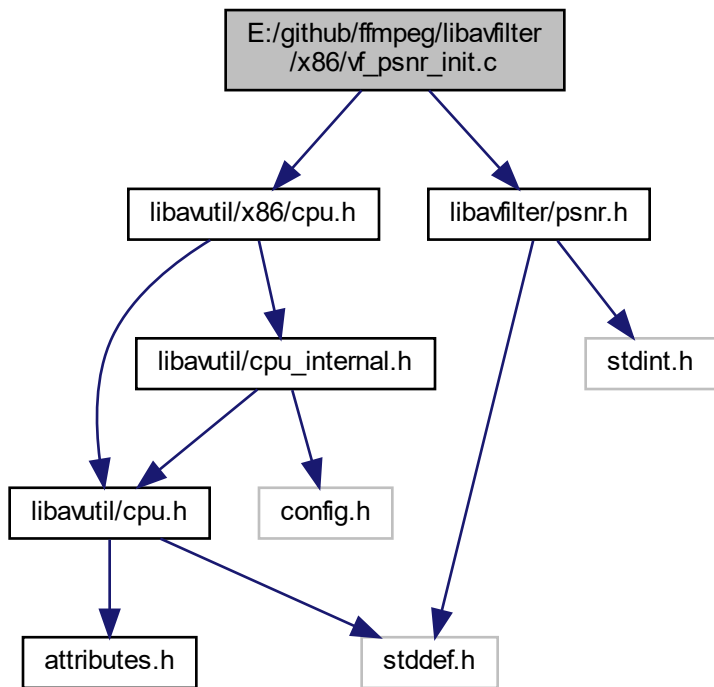 E:/github/ffmpeg/libavfilter
/x86/vf_psnr_init.c
libavutil/x86/cpu.h
libavfilter/psnr.h
libavutil/cpu_internal.h
stdint.h
libavutil/cpu.h
config.h
attributes.h
stddef.h